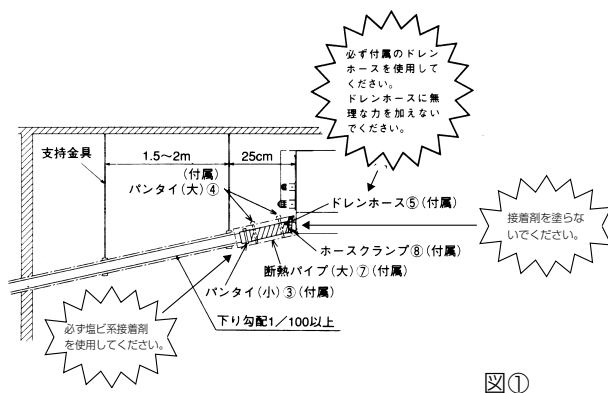 必ず付属のドレン
ホースを使用して
ください。
ドレンホースに無
理な力を加えない
でください。
支持金具
1.5〜2m
25cm
(付属)
バンタイ(大)④
ドレンホース⑤(付属)
接着剤を塗らな
いでください。
ホースクランプ⑧(付属)
断熱パイプ(大)⑦(付属)
バンタイ(小)③(付属)
必ず塩ビ系接着剤
を使用してください。
下り勾配1/100以上
図①